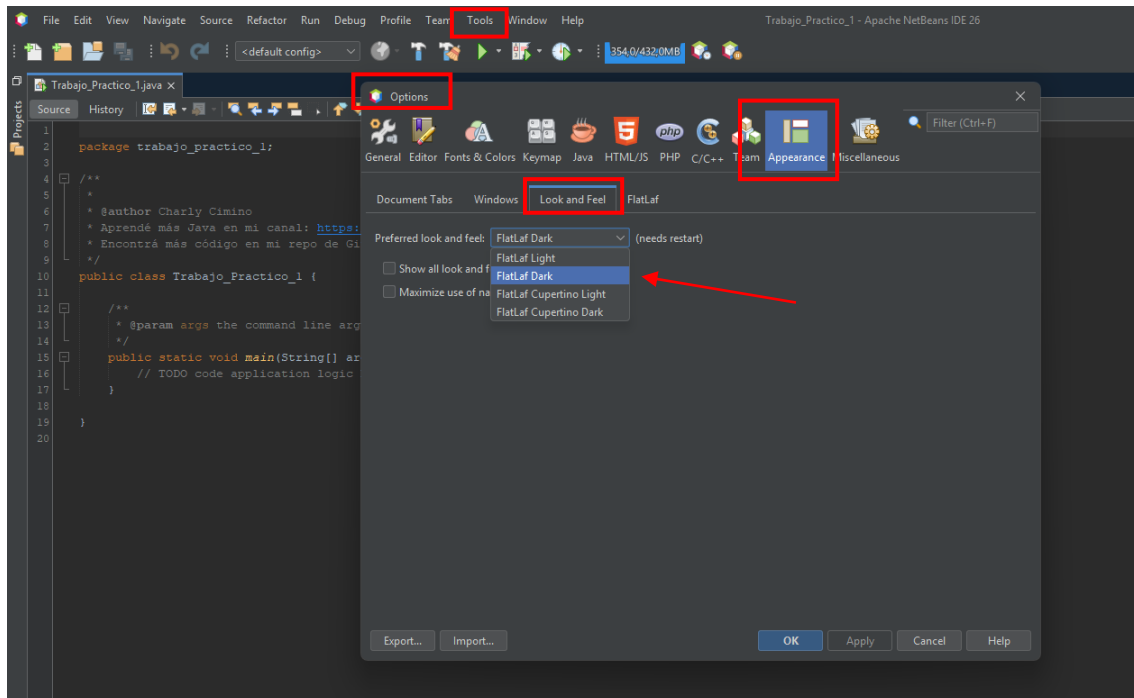 File Edit View Navigate Source Refactor Run Debug Profile Team Tools Window Help
Trabajo_Practico_1 - Apache NetBeans IDE 26
<default config>
354,0/432,0MB
Projects
Trabajo_Practico_1.java
Source History
1
2 package trabajo_practico_1;
3
4 /**
5 *
6 * @author Charly Cimino
7 * Aprendé más Java en mi canal: https:
8 * Encontrá más código en mi repo de Gi
9 */
10 public class Trabajo_Practico_1 {
11
12 /**
13 * @param args the command line arg
14 */
15 public static void main(String[] ar
16 // TODO code application logic
17 }
18
19 }
20
Options
Filter (Ctrl+F)
General Editor Fonts & Colors Keymap Java HTML/JS PHP C/C++ Team Appearance Miscellaneous
Document Tabs Windows Look and Feel FlatLaf
Preferred look and feel: FlatLaf Dark (needs restart)
FlatLaf Light
Show all look and f
FlatLaf Dark
Maximize use of na
FlatLaf Cupertino Light
FlatLaf Cupertino Dark
Export... Import... OK Apply Cancel Help